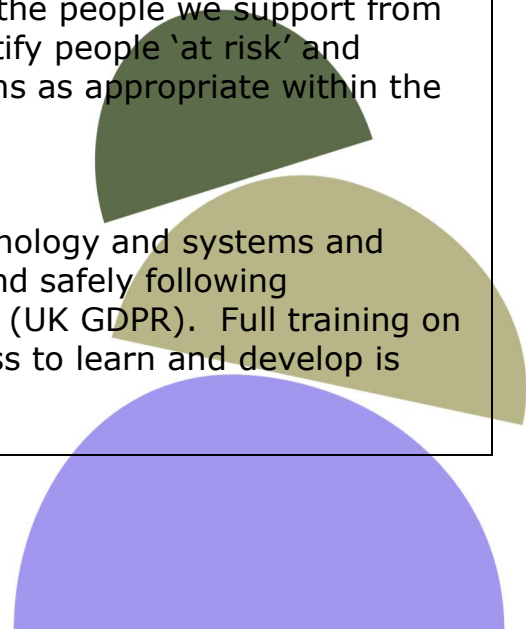 the people we support from
tify people ‘at risk’ and
ns as appropriate within the
nology and systems and
nd safely following
(UK GDPR).  Full training on
ss to learn and develop is